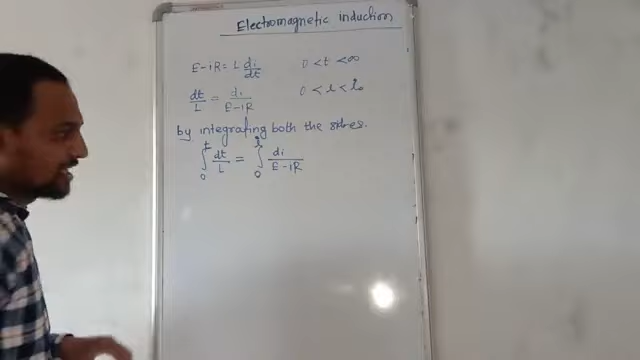 Electromagnetic induction
E-iR = L di/dt 0 < t < ∞
dt/L = di/E-iR 0 < i < i₀
by integrating both the sides.
∫₀ᵗ dt/L = ∫₀ⁱ di/E-iR